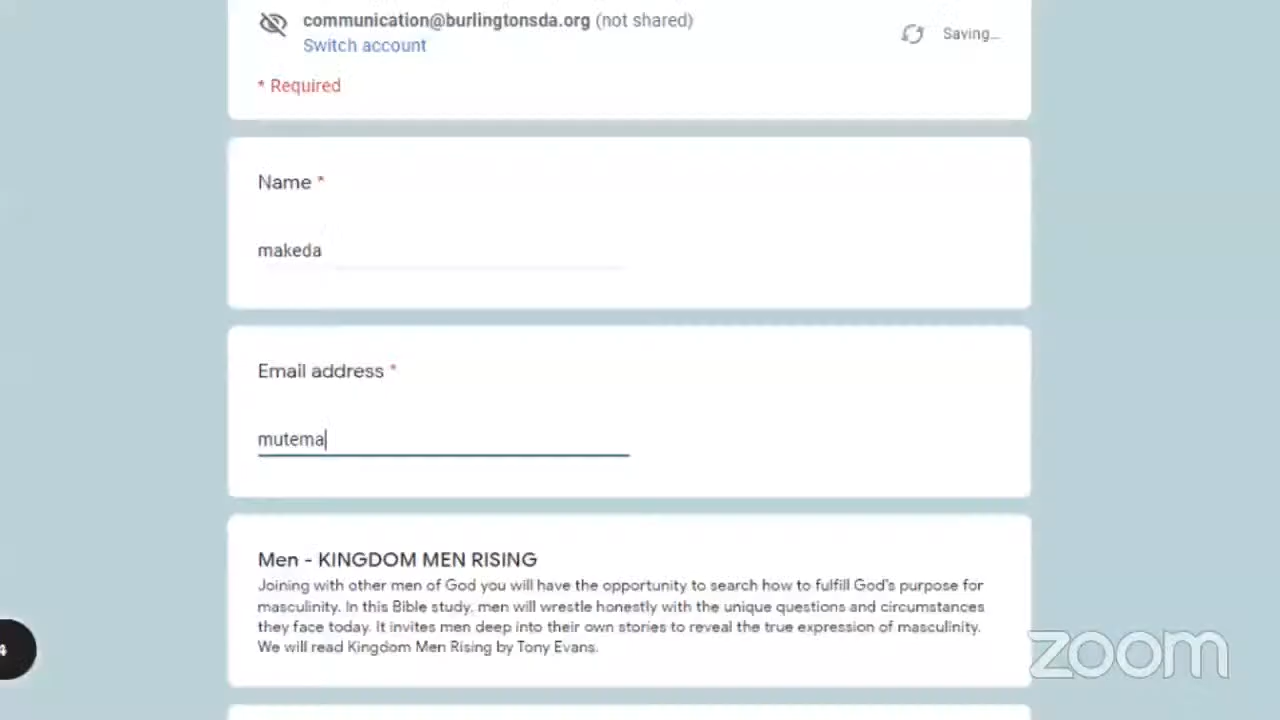 communication@burlingtonsda.org (not shared)
Switch account
Saving...
* Required
Name *
makeda
Email address *
mutema
Men - KINGDOM MEN RISING
Joining with other men of God you will have the opportunity to search how to fulfill God's purpose for
masculinity. In this Bible study, men will wrestle honestly with the unique questions and circumstances
they face today. It invites men deep into their own stories to reveal the true expression of masculinity.
We will read Kingdom Men Rising by Tony Evans.
4
zoom